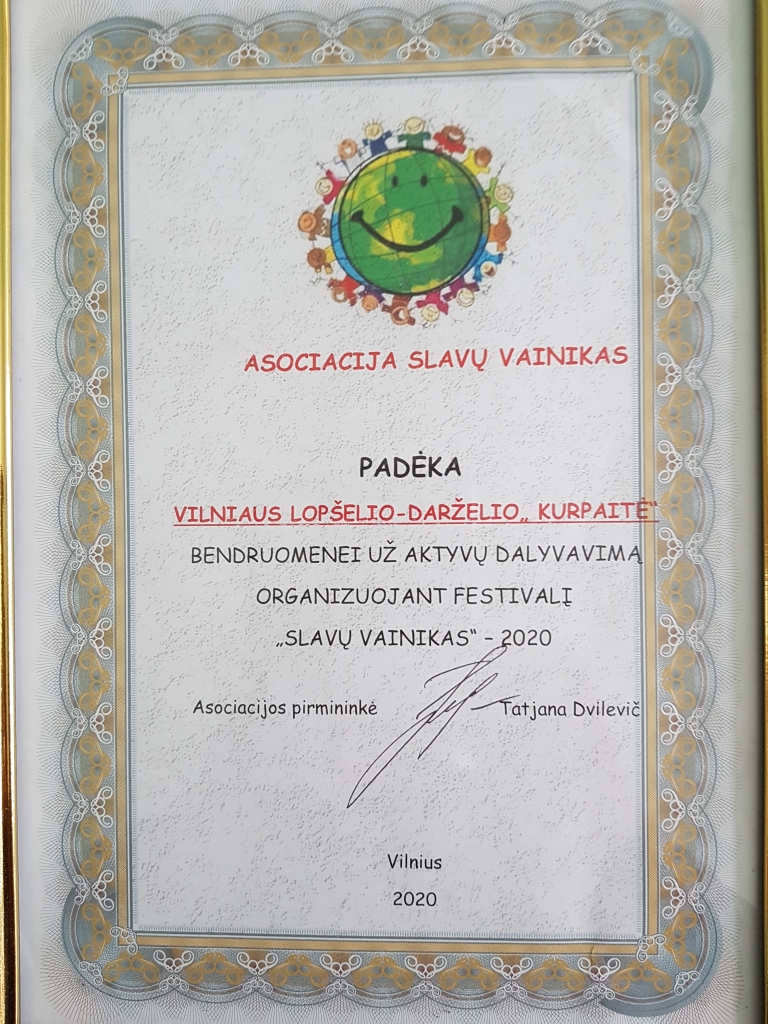 ASOCIACIJA SLAVŲ VAINIKAS
PADĖKA
VILNIAUS LOPŠELIO-DARŽELIO„ KURPAITĖ“
BENDRUOMENEI UŽ AKTYVŲ DALYVAVIMĄ
ORGANIZUOJANT FESTIVALĮ
„SLAVŲ VAINIKAS“ – 2020
Asociacijos pirmininkė Tatjana Dvilevič
Vilnius
2020